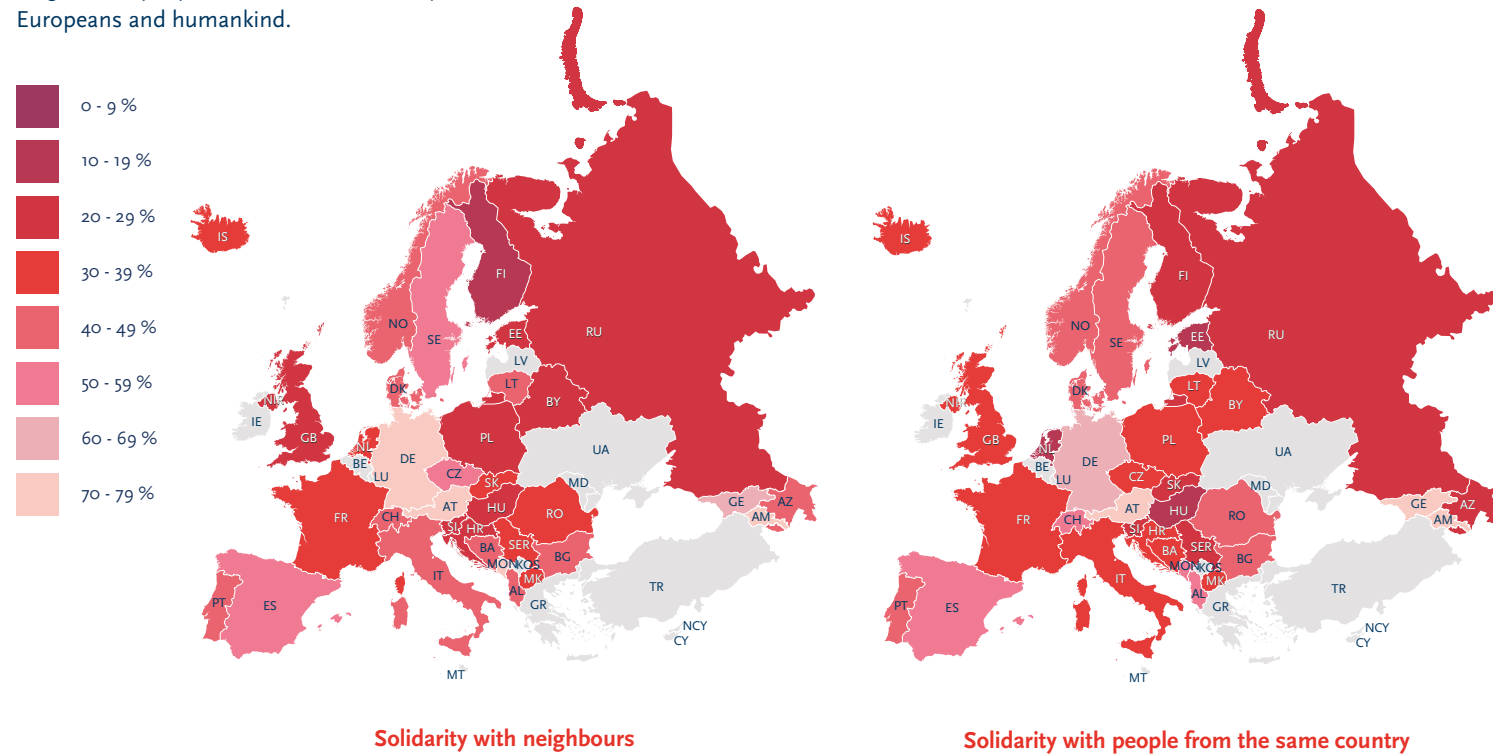 Europeans and humankind.
0 - 9 %
10 - 19 %
20 - 29 %
30 - 39 %
40 - 49 %
50 - 59 %
60 - 69 %
70 - 79 %
IS
FI
NO
SE
RU
EE
LV
LT
DK
BY
NIR
IE
GB
NL
PL
BE
DE
UA
LU
CZ
SK
MD
AT
HU
GE
AZ
FR
CH
RO
AM
SI
HR
BA
SER
BG
MON
KOS
MK
IT
AL
PT
ES
GR
TR
NCY
CY
MT
Solidarity with neighbours
IS
FI
NO
SE
RU
EE
LV
LT
DK
BY
NIR
IE
GB
NL
PL
BE
DE
UA
LU
CZ
SK
MD
AT
HU
GE
AZ
FR
CH
RO
AM
SI
HR
BA
SER
BG
MON
KOS
MK
IT
AL
PT
ES
GR
TR
NCY
CY
MT
Solidarity with people from the same country